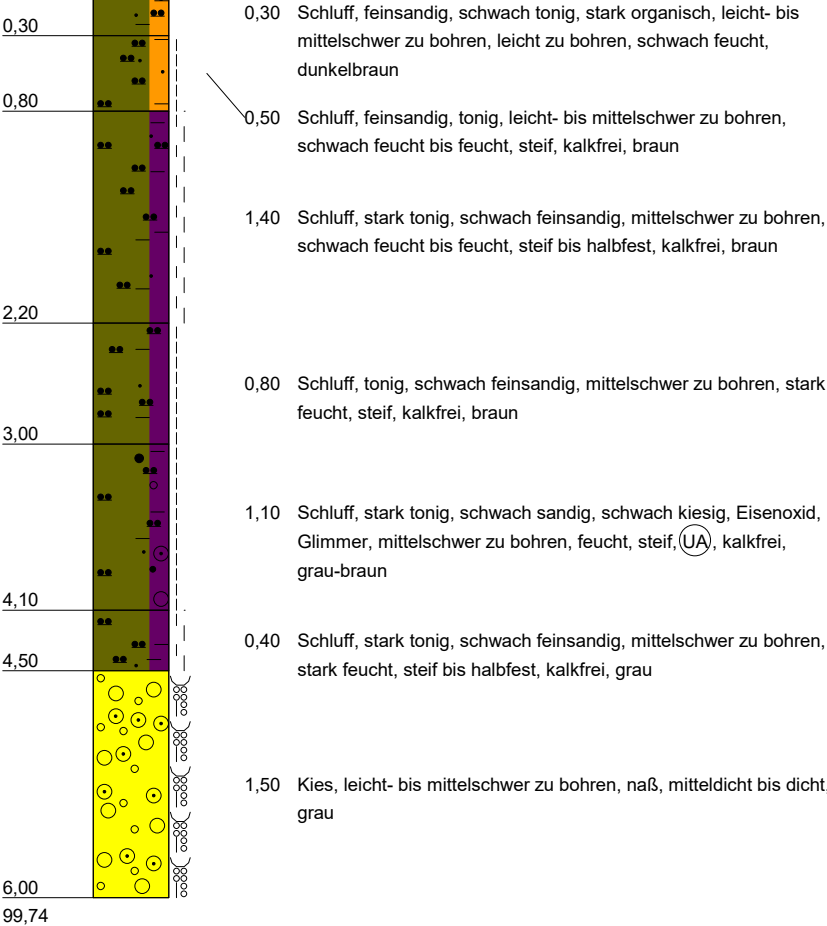 0,30 Schluff, feinsandig, schwach tonig, stark organisch, leicht- bis
0,30 mittelschwer zu bohren, leicht zu bohren, schwach feucht,
dunkelbraun
0,80
0,50 Schluff, feinsandig, tonig, leicht- bis mittelschwer zu bohren,
schwach feucht bis feucht, steif, kalkfrei, braun
1,40 Schluff, stark tonig, schwach feinsandig, mittelschwer zu bohren,
schwach feucht bis feucht, steif bis halbfest, kalkfrei, braun
2,20
0,80 Schluff, tonig, schwach feinsandig, mittelschwer zu bohren, stark
feucht, steif, kalkfrei, braun
3,00
1,10 Schluff, stark tonig, schwach sandig, schwach kiesig, Eisenoxid,
Glimmer, mittelschwer zu bohren, feucht, steif, UA, kalkfrei,
grau-braun
4,10
0,40 Schluff, stark tonig, schwach feinsandig, mittelschwer zu bohren,
4,50 stark feucht, steif bis halbfest, kalkfrei, grau
1,50 Kies, leicht- bis mittelschwer zu bohren, naß, mitteldicht bis dicht,
grau
6,00
99,74